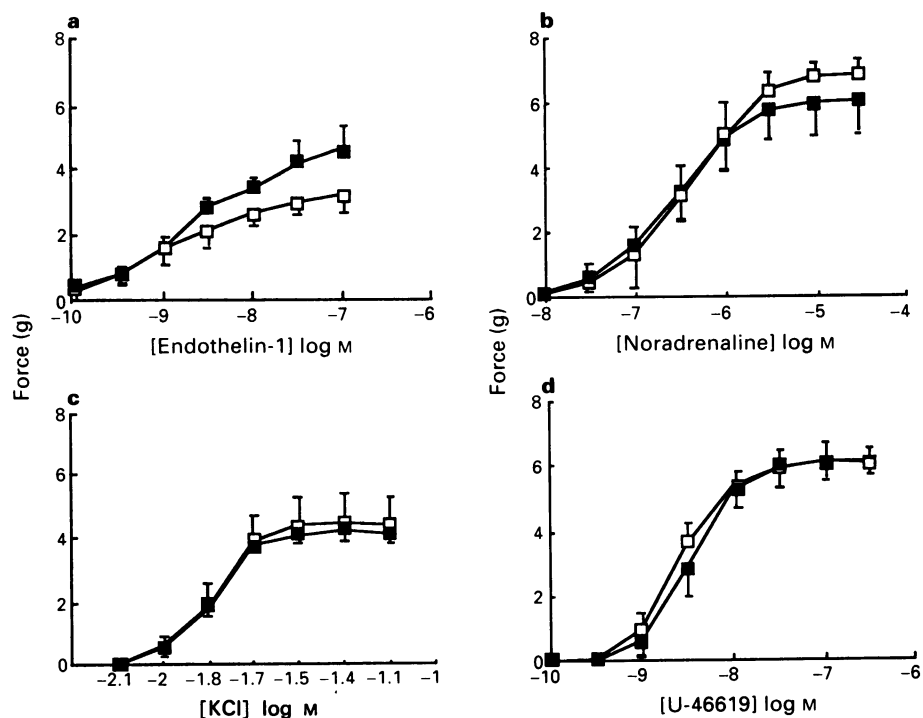 a
8
6
4
2
0
-10 -9 -8 -7 -6
[Endothelin-1] log M
b
8
6
4
2
0
-8 -7 -6 -5 -4
[Noradrenaline] log M
Force (g)
Force (g)
c
8
6
4
2
0
-2.1 -2 -1.8 -1.7 -1.5 -1.4 -1.1 -1
[KCl] log M
d
8
6
4
2
0
-10 -9 -8 -7 -6
[U-46619] log M